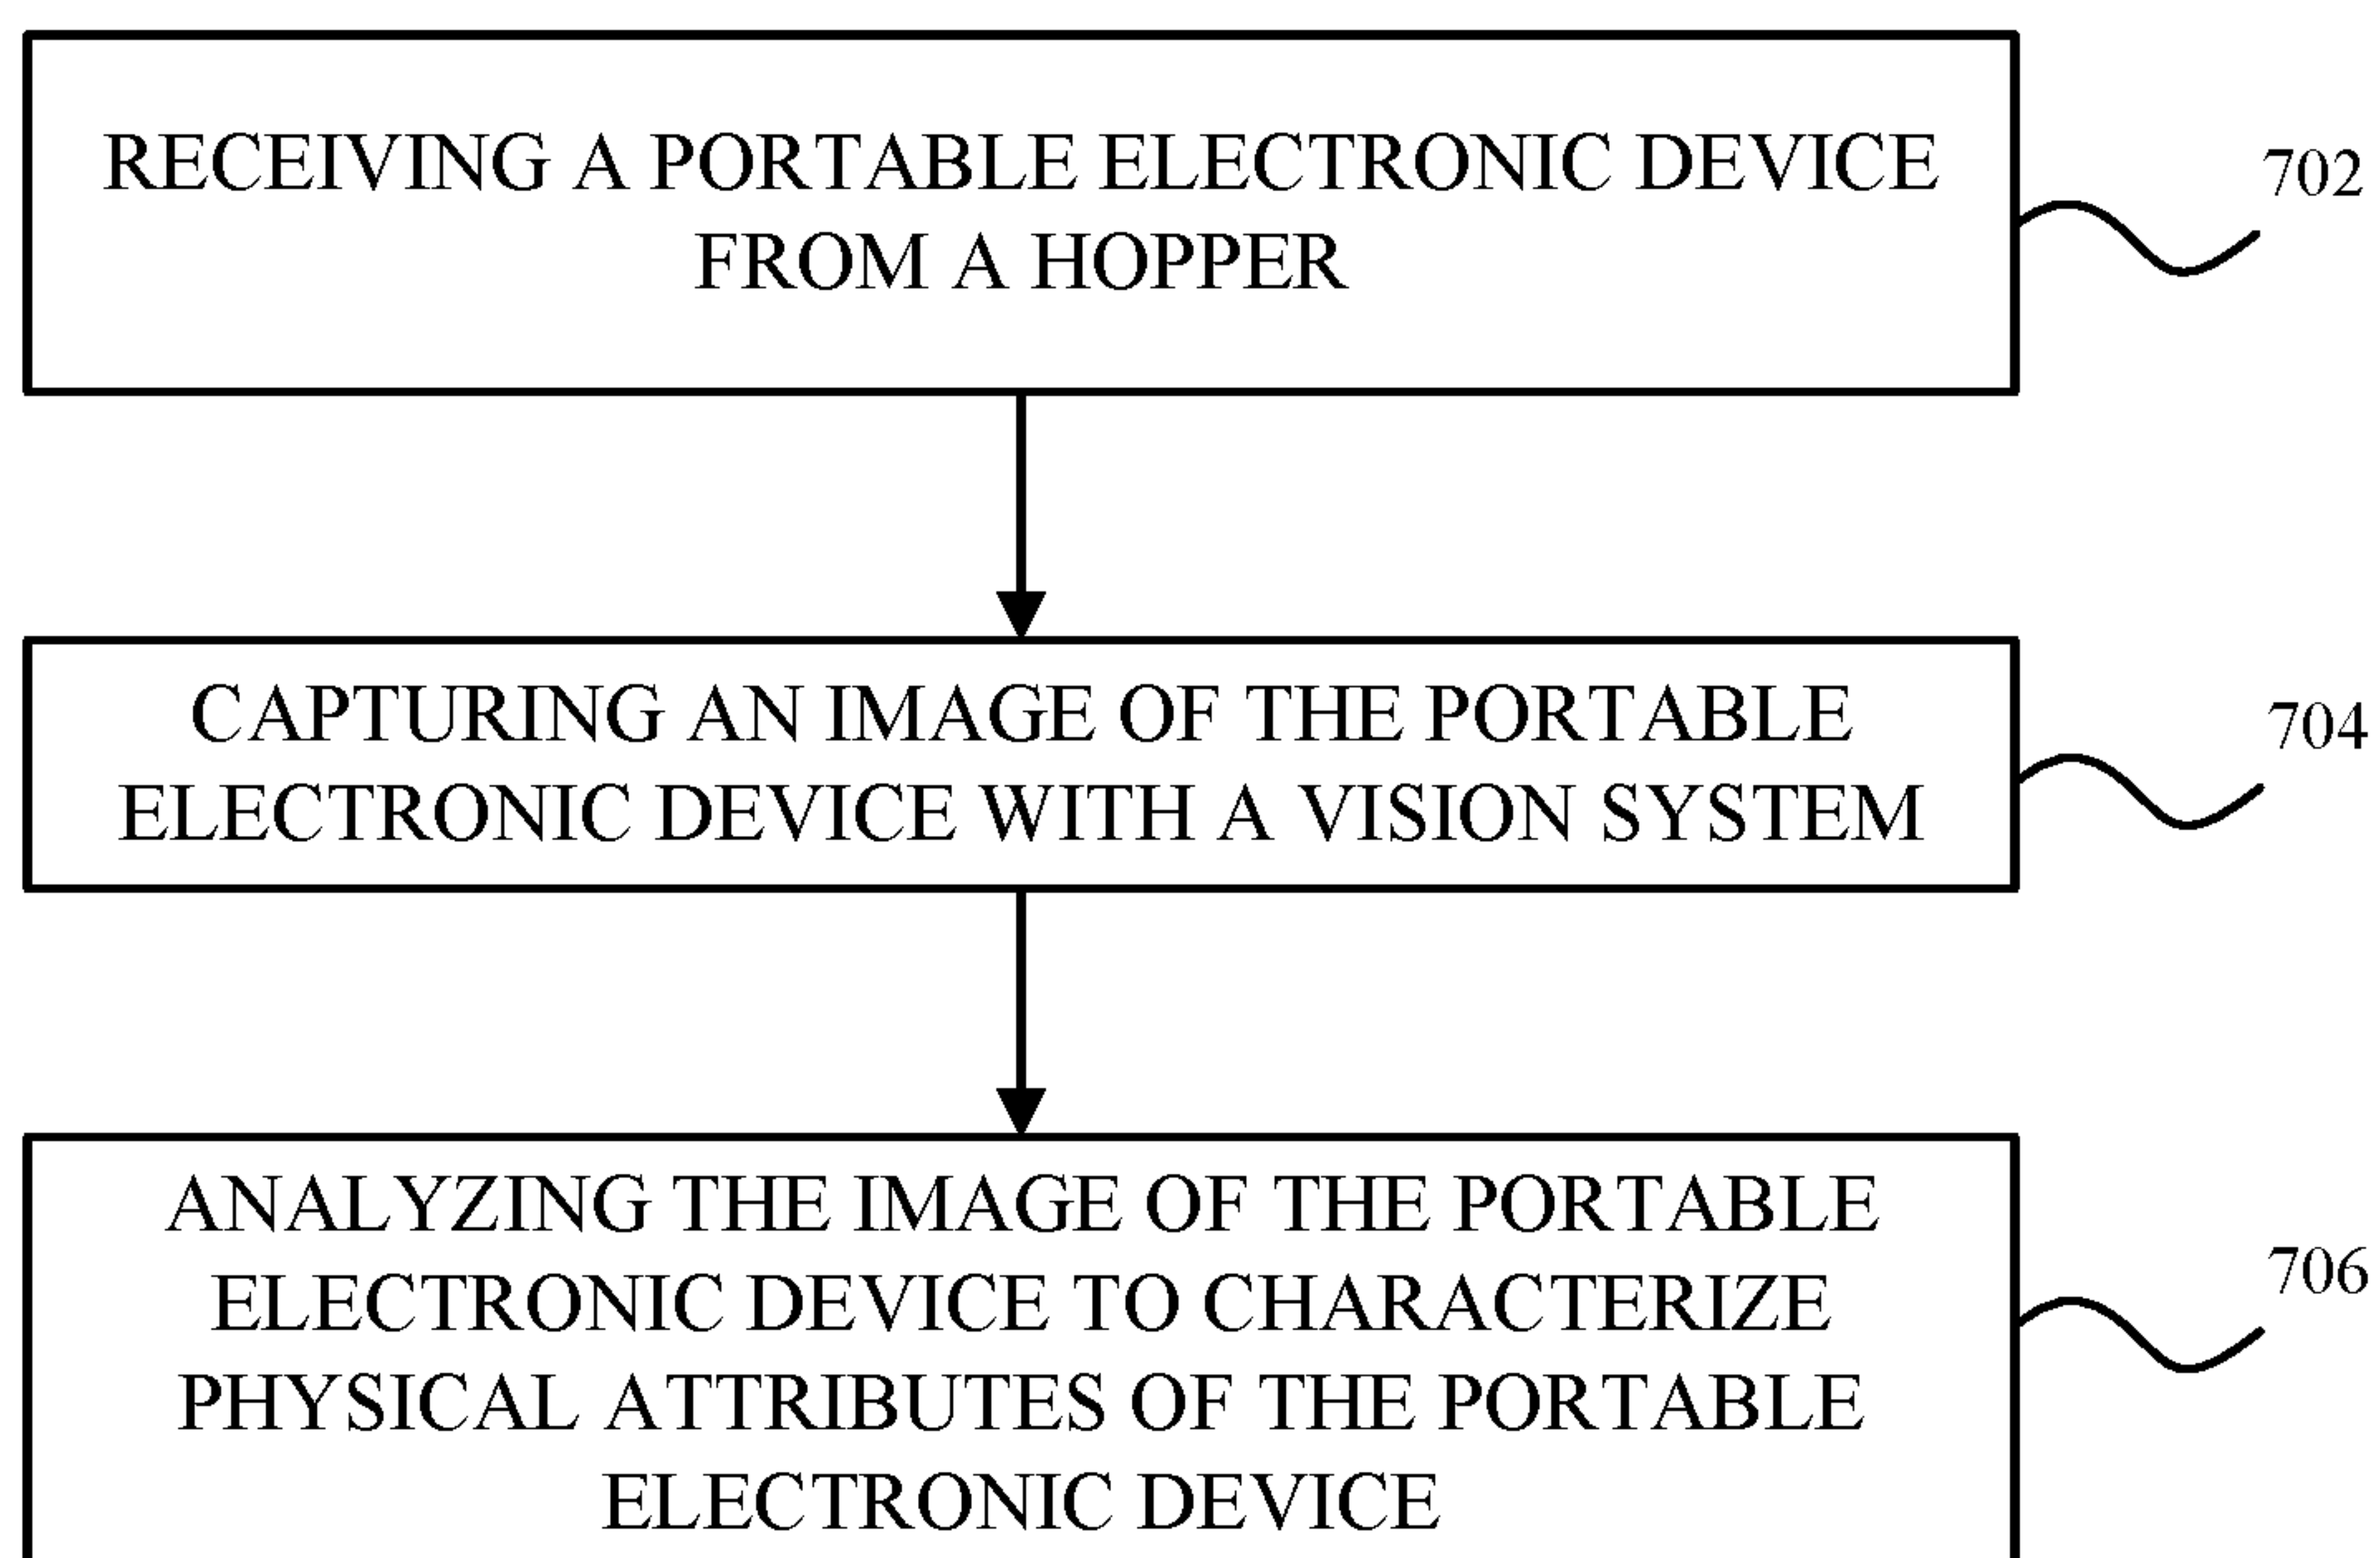 RECEIVING A PORTABLE ELECTRONIC DEVICE
FROM A HOPPER
702
CAPTURING AN IMAGE OF THE PORTABLE
ELECTRONIC DEVICE WITH A VISION SYSTEM
704
ANALYZING THE IMAGE OF THE PORTABLE
ELECTRONIC DEVICE TO CHARACTERIZE
PHYSICAL ATTRIBUTES OF THE PORTABLE
ELECTRONIC DEVICE
706